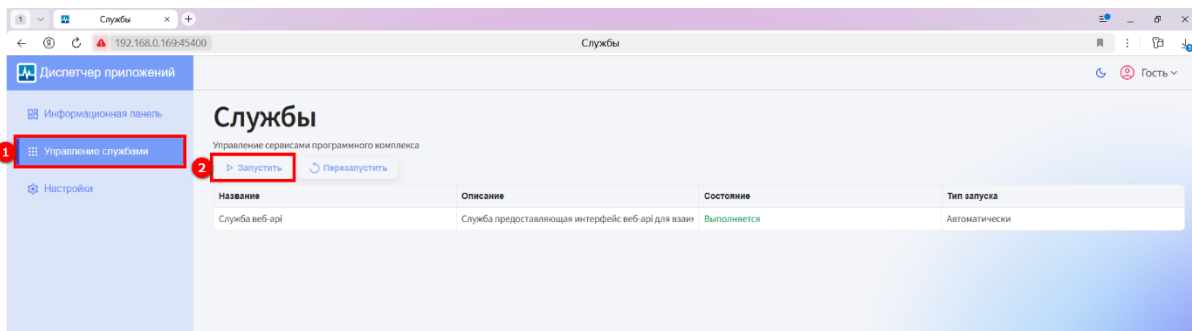 1
Службы
192.168.0.169:45400
Службы
Диспетчер приложений
Гость
Информационная панель
1
Управление службами
Настройки
Службы
Управление сервисами программного комплекса
2
Запустить
Перезапустить
Название
Описание
Состояние
Тип запуска
Служба веб-api
Служба предоставляющая интерфейс веб-api для взаи
Выполняется
Автоматически